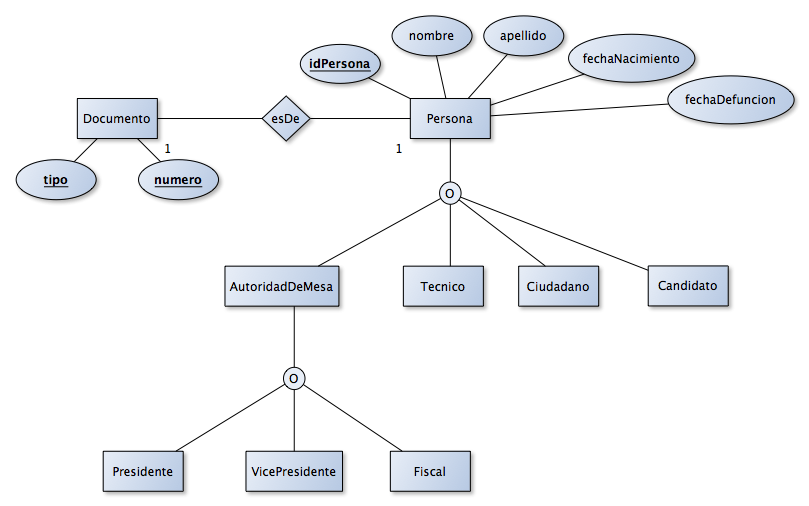 nombre
apellido
idPersona
fechaNacimiento
fechaDefuncion
Documento
esDe
Persona
1
1
tipo
numero
O
AutoridadDeMesa
Tecnico
Ciudadano
Candidato
O
Presidente
VicePresidente
Fiscal